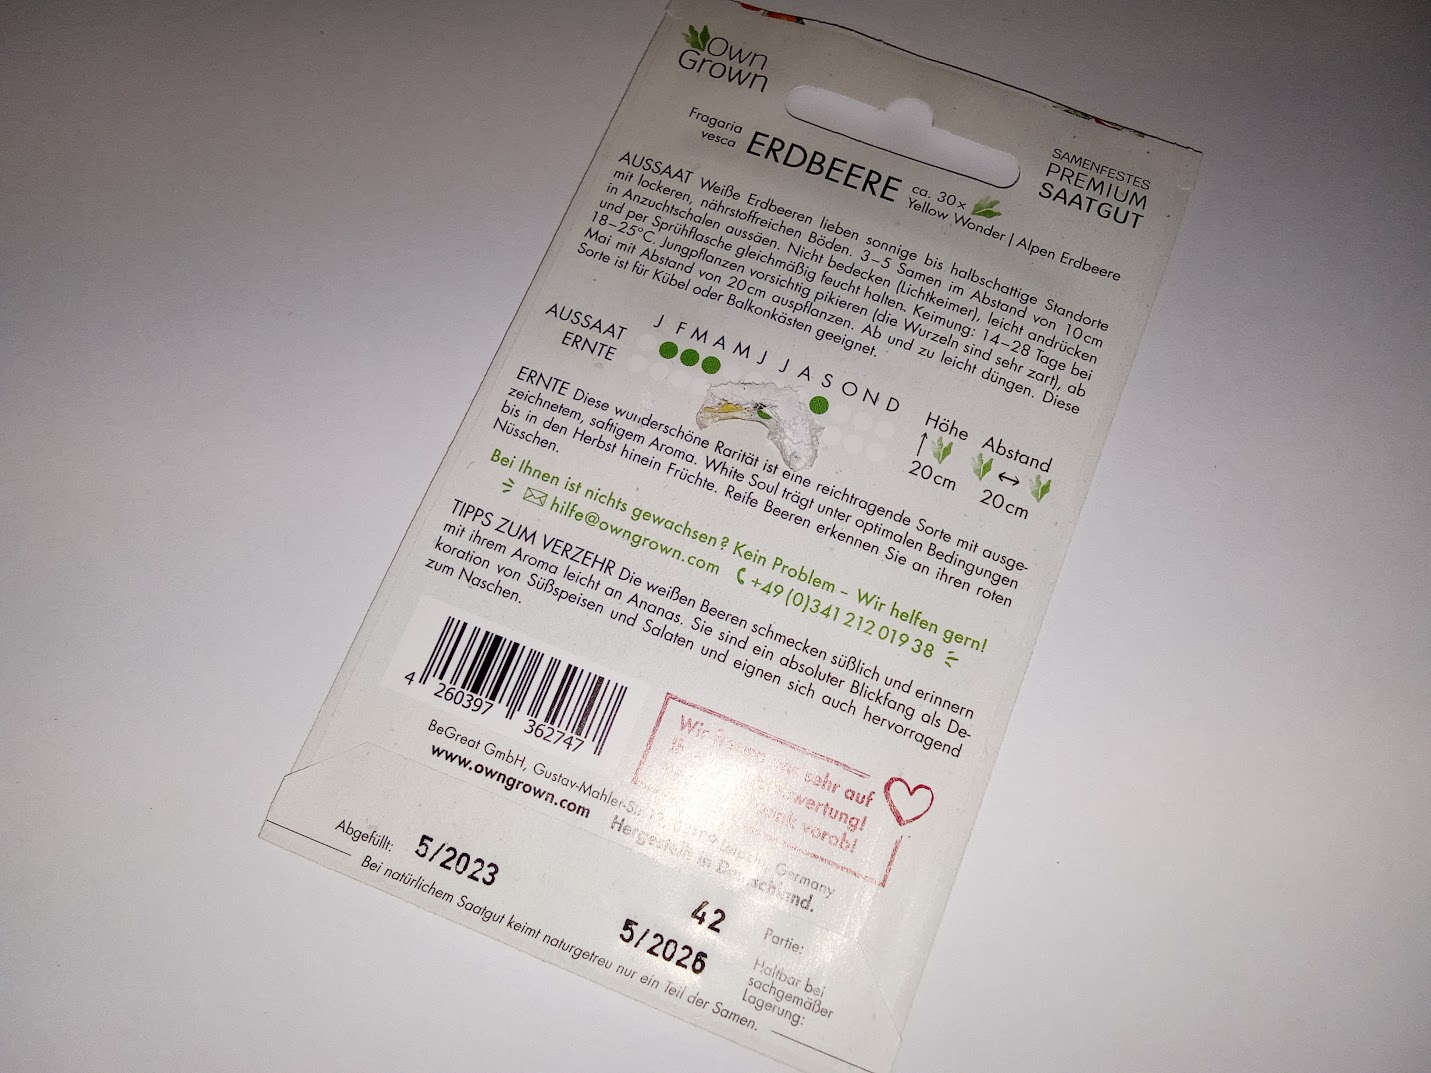 Own
Grown
Fragaria
vesca
ERDBEERE
ca. 30x
Yellow Wonder | Alpen Erdbeere
SAMENFESTES
PREMIUM
SAATGUT
AUSSAAT Weiße Erdbeeren lieben sonnige bis halbschattige Standorte
mit lockeren, nährstoffreichen Böden. 3–5 Samen im Abstand von 10cm
in Anzuchtschalen aussäen. Nicht bedecken (Lichtkeimer), leicht andrücken
und per Sprühflasche gleichmäßig feucht halten. Keimung: 14–28 Tage bei
18–25°C. Jungpflanzen vorsichtig pikieren (die Wurzeln sind sehr zart), ab
Mai mit Abstand von 20cm auspflanzen. Ab und zu leicht düngen. Diese
Sorte ist für Kübel oder Balkonkästen geeignet.
J F M A M J J A S O N D
AUSSAAT
ERNTE
Höhe
20cm
Abstand
20cm
ERNTE Diese wunderschöne Rarität ist eine reichtragende Sorte mit ausge-
zeichnetem, saftigem Aroma. White Soul trägt unter optimalen Bedingungen
bis in den Herbst hinein Früchte. Reife Beeren erkennen Sie an ihren roten
Nüsschen.
Bei Ihnen ist nichts gewachsen? Kein Problem – Wir helfen gern!
hilfe@owngrown.com +49(0)341 212 019 38
TIPPS ZUM VERZEHR Die weißen Beeren schmecken süßlich und erinnern
mit ihrem Aroma leicht an Ananas. Sie sind ein absoluter Blickfang als De-
koration von Süßspeisen und Salaten und eignen sich auch hervorragend
zum Naschen.
4 260397 362747
Wir sehr auf
wertung!
vorab!
BeGreat GmbH, Gustav-Mahler-Str. Germany
www.owngrown.com Hergestellt in Deutschland.
Abgefüllt: 5/2023
42 Partie:
5/2026 Haltbar bei
sachgemäßer
Lagerung:
Bei natürlichem Saatgut keimt naturgetreu nur ein Teil der Samen.